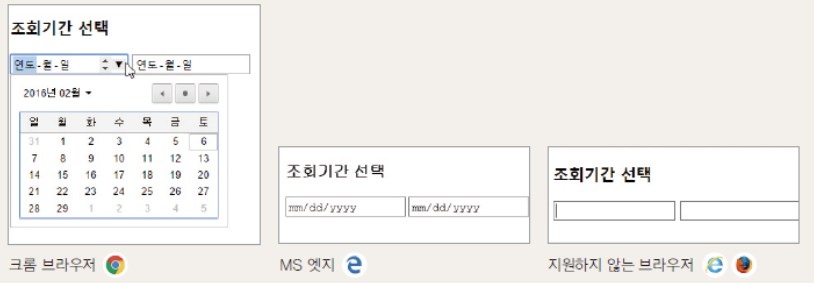 조회기간 선택
연도-월-일 연도-월-일
2016년 02월
일 월 화 수 목 금 토
31 1 2 3 4 5 6
7 8 9 10 11 12 13
14 15 16 17 18 19 20
21 22 23 24 25 26 27
28 29 1 2 3 4 5
크롬 브라우저
조회기간 선택
mm/dd/yyyy mm/dd/yyyy
MS 엣지
조회기간 선택
지원하지 않는 브라우저